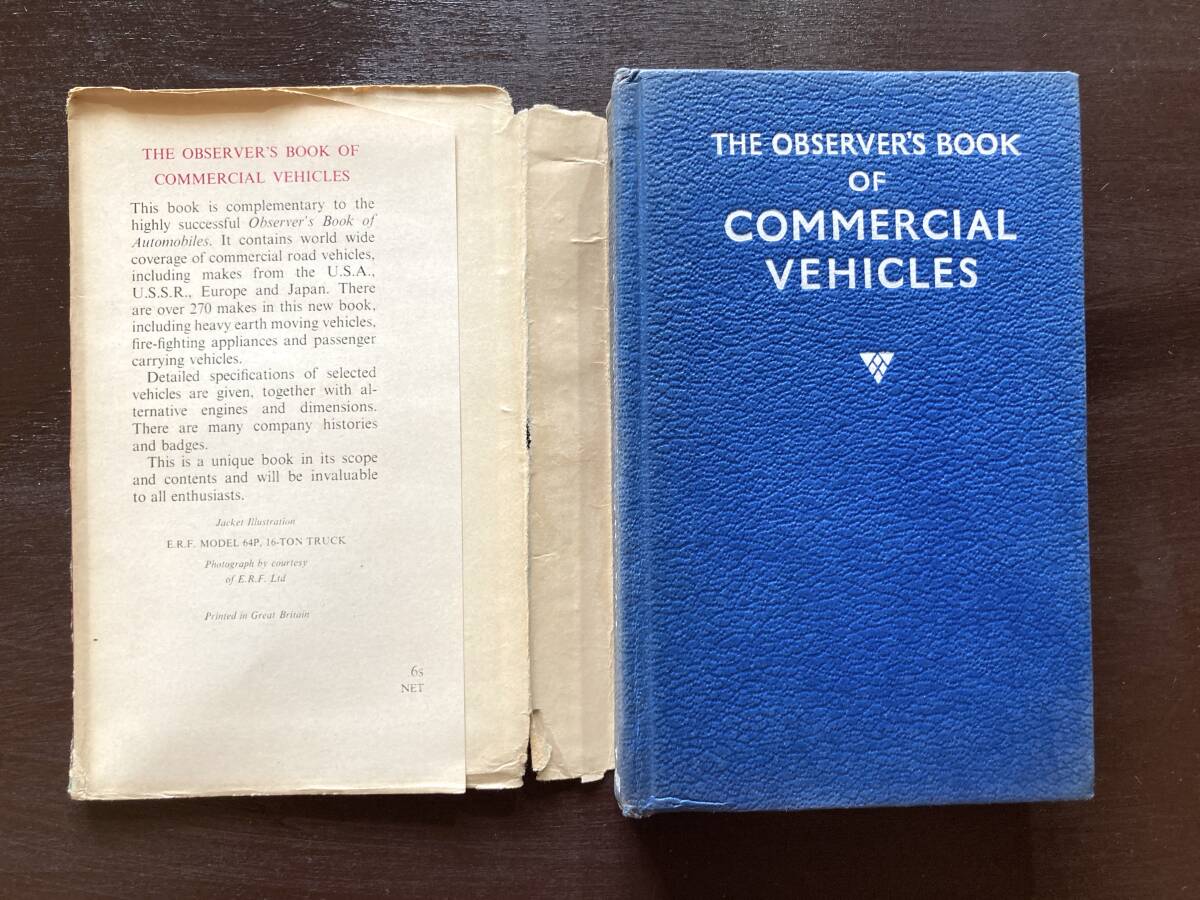 THE OBSERVER'S BOOK OF
COMMERCIAL VEHICLES
This book is complementary to the
highly successful Observer's Book of
Automobiles. It contains world wide
coverage of commercial road vehicles,
including makes from the U.S.A.,
U.S.S.R., Europe and Japan. There
are over 270 makes in this new book,
including heavy earth moving vehicles,
fire-fighting appliances and passenger
carrying vehicles.
Detailed specifications of selected
vehicles are given, together with al-
ternative engines and dimensions.
There are many company histories
and badges.
This is a unique book in its scope
and contents and will be invaluable
to all enthusiasts.
Jacket Illustration
E.R.F. MODEL 64P, 16-TON TRUCK
Photograph by courtesy
of E.R.F. Ltd
Printed in Great Britain
6s
NET
THE OBSERVER'S BOOK
OF
COMMERCIAL
VEHICLES